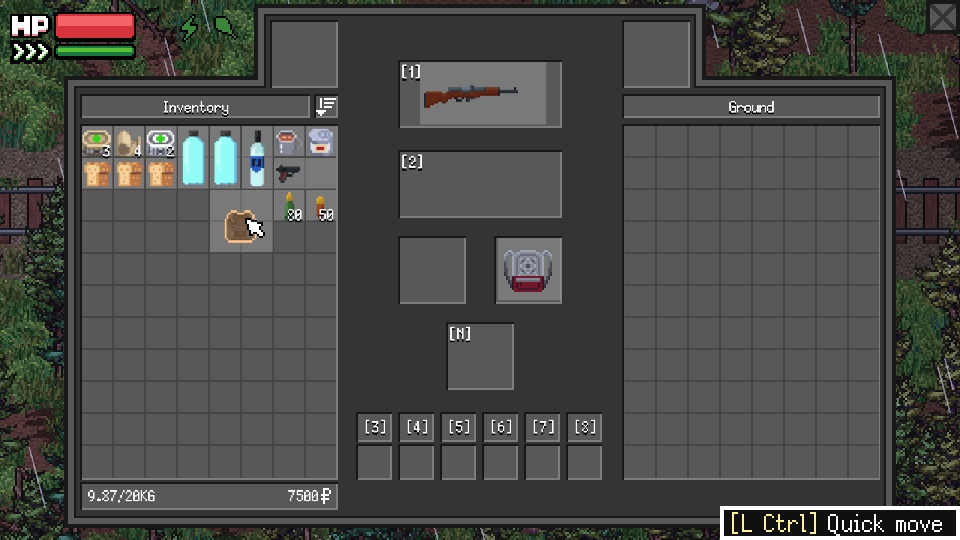 HP
[1]
Inventory
Ground
3
4
2
[2]
80
50
[N]
[3] [4] [5] [6] [7] [8]
9.87/20KG
7500₽
[L Ctrl] Quick move